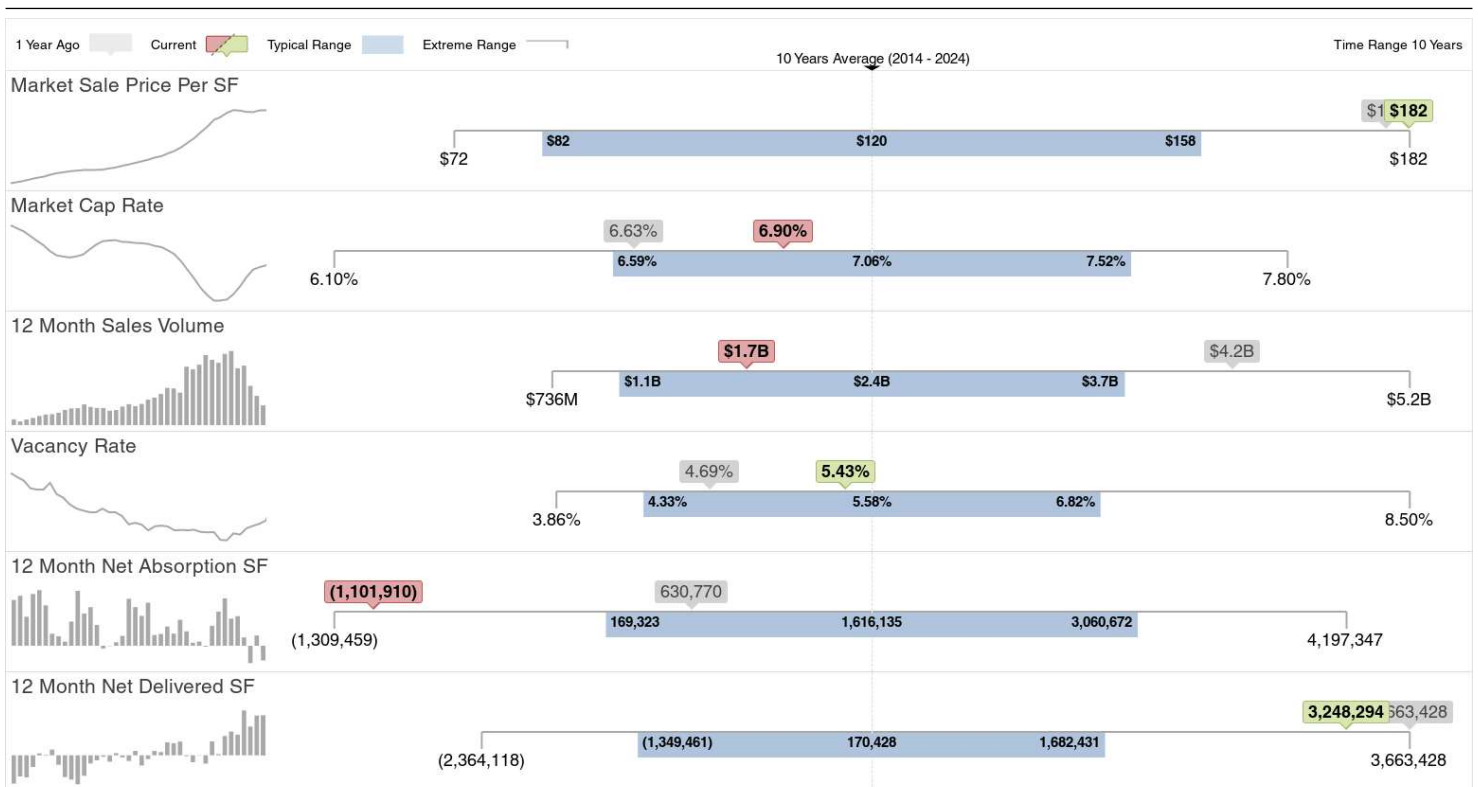 1 Year Ago Current Typical Range Extreme Range Time Range 10 Years
10 Years Average (2014 - 2024)
Market Sale Price Per SF
$182
$82 $120 $158
$72 $182
Market Cap Rate
6.63% 6.90%
6.59% 7.06% 7.52%
6.10% 7.80%
12 Month Sales Volume
$1.7B $4.2B
$1.1B $2.4B $3.7B
$736M $5.2B
Vacancy Rate
4.69% 5.43%
4.33% 5.58% 6.82%
3.86% 8.50%
12 Month Net Absorption SF
(1,101,910) 630,770
169,323 1,616,135 3,060,672
(1,309,459) 4,197,347
12 Month Net Delivered SF
3,248,294
(1,349,461) 170,428 1,682,431
(2,364,118) 3,663,428